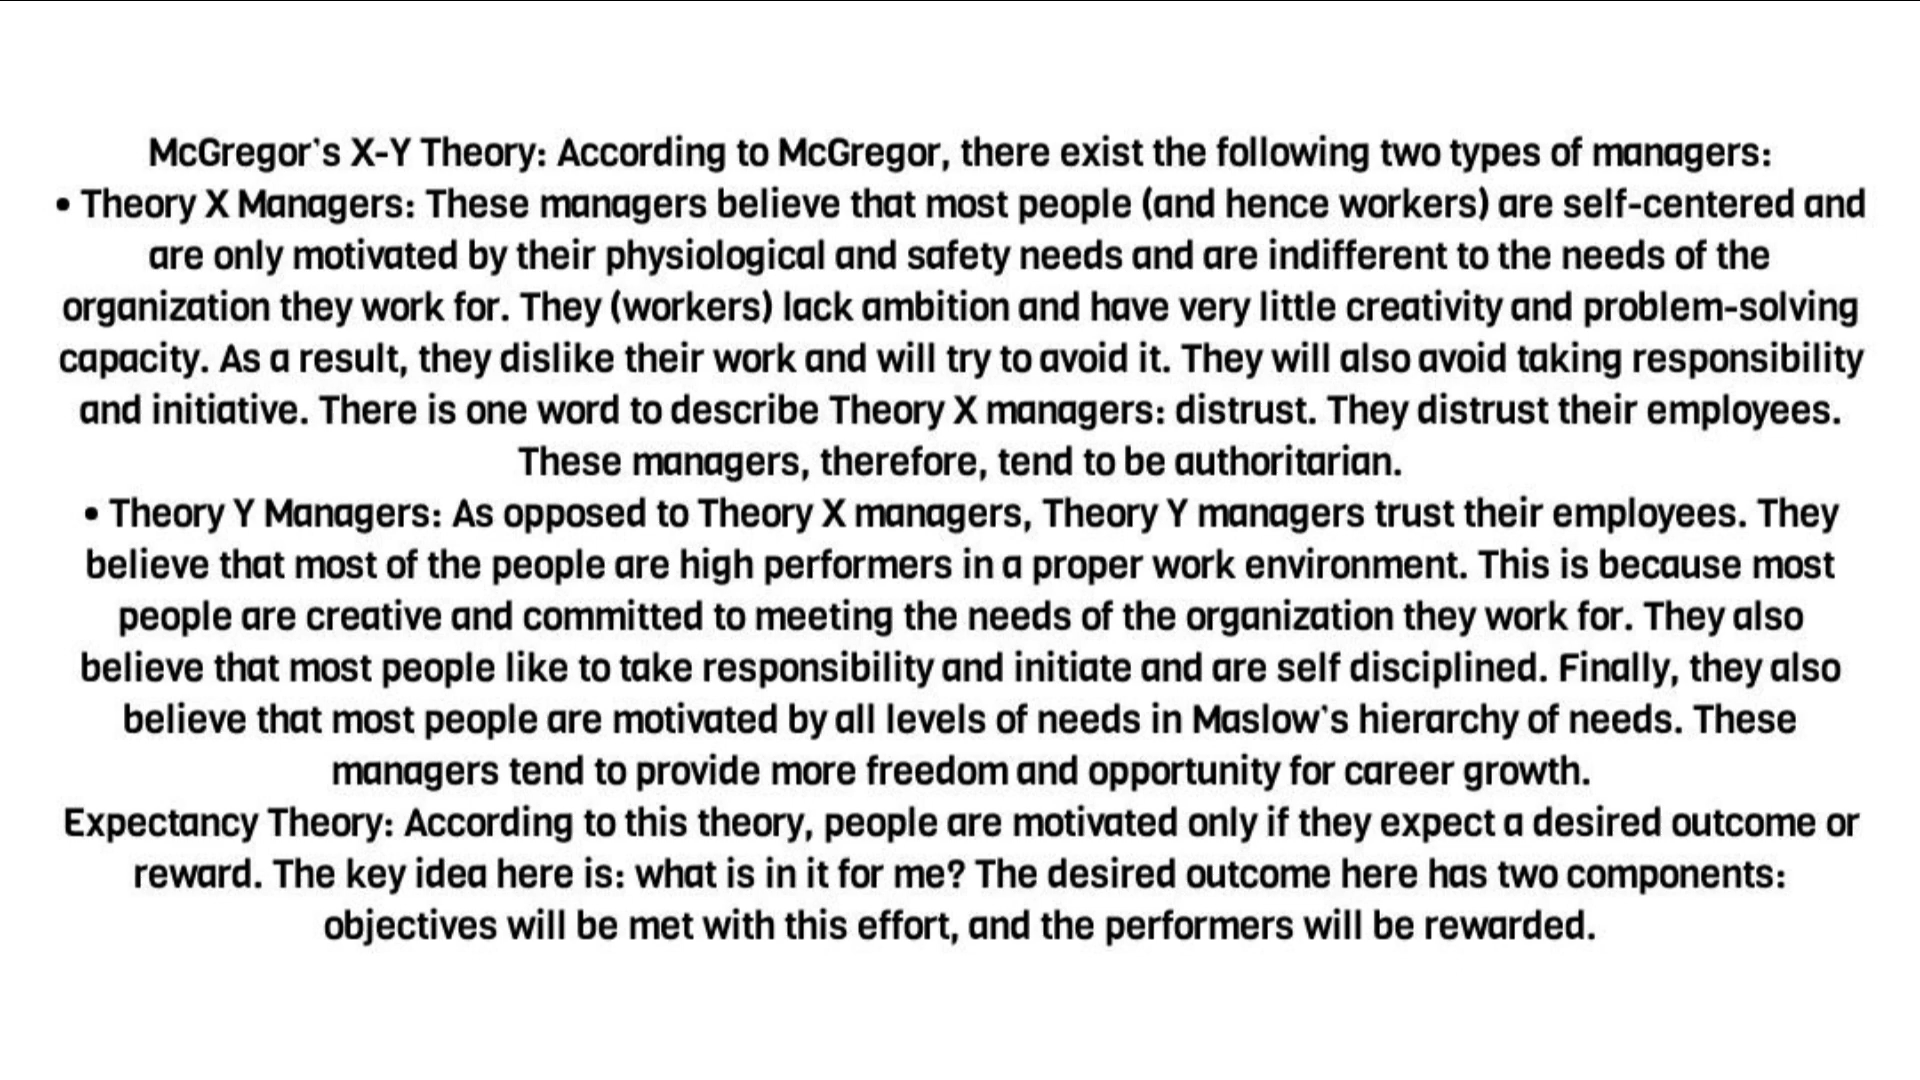 McGregor's X-Y Theory: According to McGregor, there exist the following two types of managers:
• Theory X Managers: These managers believe that most people (and hence workers) are self-centered and
are only motivated by their physiological and safety needs and are indifferent to the needs of the
organization they work for. They (workers) lack ambition and have very little creativity and problem-solving
capacity. As a result, they dislike their work and will try to avoid it. They will also avoid taking responsibility
and initiative. There is one word to describe Theory X managers: distrust. They distrust their employees.
These managers, therefore, tend to be authoritarian.
• Theory Y Managers: As opposed to Theory X managers, Theory Y managers trust their employees. They
believe that most of the people are high performers in a proper work environment. This is because most
people are creative and committed to meeting the needs of the organization they work for. They also
believe that most people like to take responsibility and initiate and are self disciplined. Finally, they also
believe that most people are motivated by all levels of needs in Maslow's hierarchy of needs. These
managers tend to provide more freedom and opportunity for career growth.
Expectancy Theory: According to this theory, people are motivated only if they expect a desired outcome or
reward. The key idea here is: what is in it for me? The desired outcome here has two components:
objectives will be met with this effort, and the performers will be rewarded.